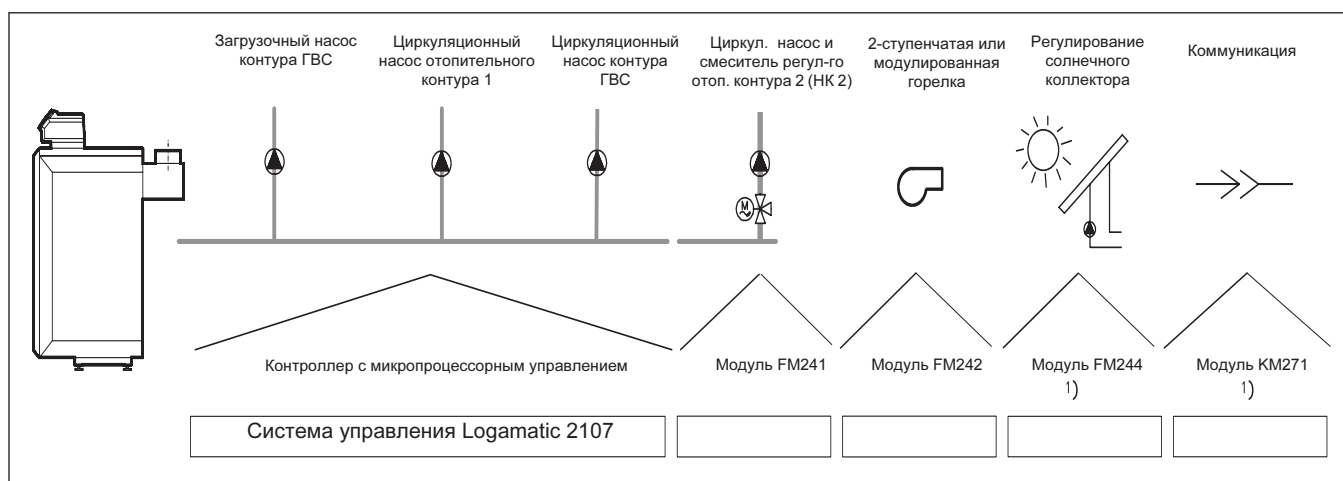 Загрузочный насос
контура ГВС
Циркуляционный
насос отопительного
контура 1
Циркуляционный
насос контура
ГВС
Циркул. насос и
смеситель регул-го
отоп. контура 2 (НК 2)
2-ступенчатая или
модулированная
горелка
Регулирование
солнечного
коллектора
Коммуникация
M
Контроллер с микропроцессорным управлением
Модуль FM241
Модуль FM242
Модуль FM244
1)
Модуль KM271
1)
Система управления Logamatic 2107